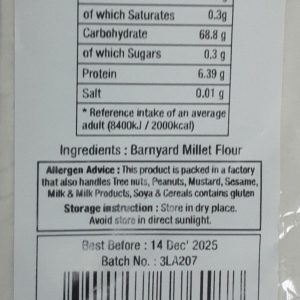 of which Saturates 0.3g
Carbohydrate 68.8 g
of which Sugars 0.3 g
Protein 6.39 g
Salt 0.01 g
* Reference intake of an average
adult (8400kJ / 2000kcal)
Ingredients : Barnyard Millet Flour
Allergen Advice : This product is packed in a factory
that also handles Tree nuts, Peanuts, Mustard, Sesame,
Milk & Milk Products, Soya & Cereals contains gluten
Storage instruction : Store in dry place.
Avoid store in direct sunlight.
Best Before : 14 Dec' 2025
Batch No. : 3LA207